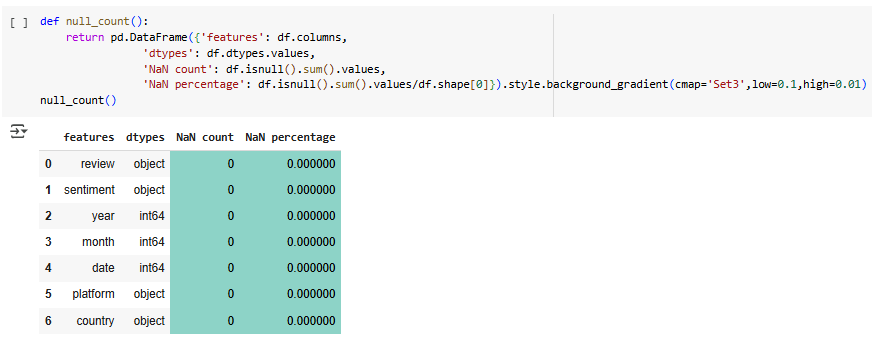 [ ] def null_count():
return pd.DataFrame({'features': df.columns,
'dtypes': df.dtypes.values,
'NaN count': df.isnull().sum().values,
'NaN percentage': df.isnull().sum().values/df.shape[0]}).style.background_gradient(cmap='Set3',low=0.1,high=0.01)
null_count()
features dtypes NaN count NaN percentage
0 review object 0 0.000000
1 sentiment object 0 0.000000
2 year int64 0 0.000000
3 month int64 0 0.000000
4 date int64 0 0.000000
5 platform object 0 0.000000
6 country object 0 0.000000